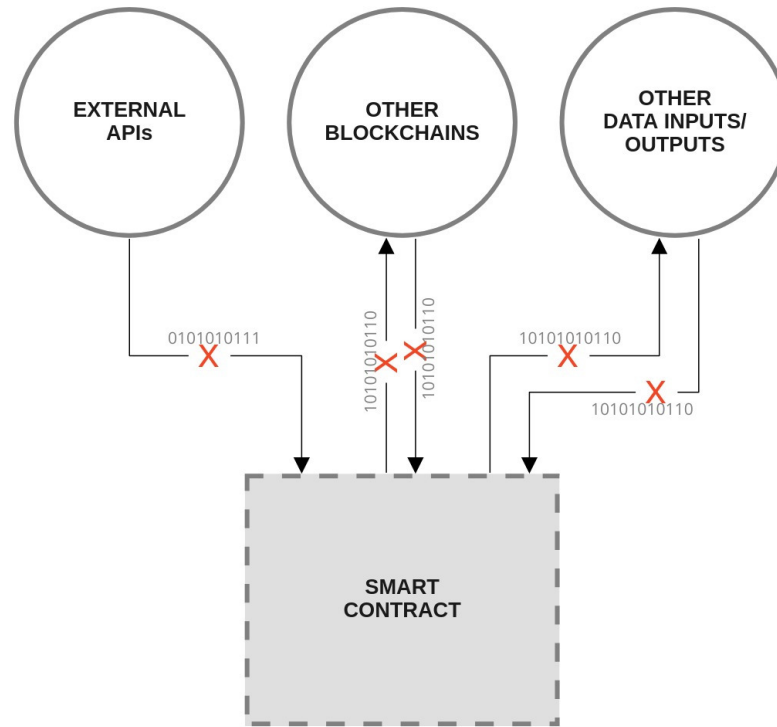 EXTERNAL
APIs
OTHER
BLOCKCHAINS
OTHER
DATA INPUTS/
OUTPUTS
0101010111
X
10101010110
X
10101010110
X
10101010110
X
X
10101010110
SMART
CONTRACT